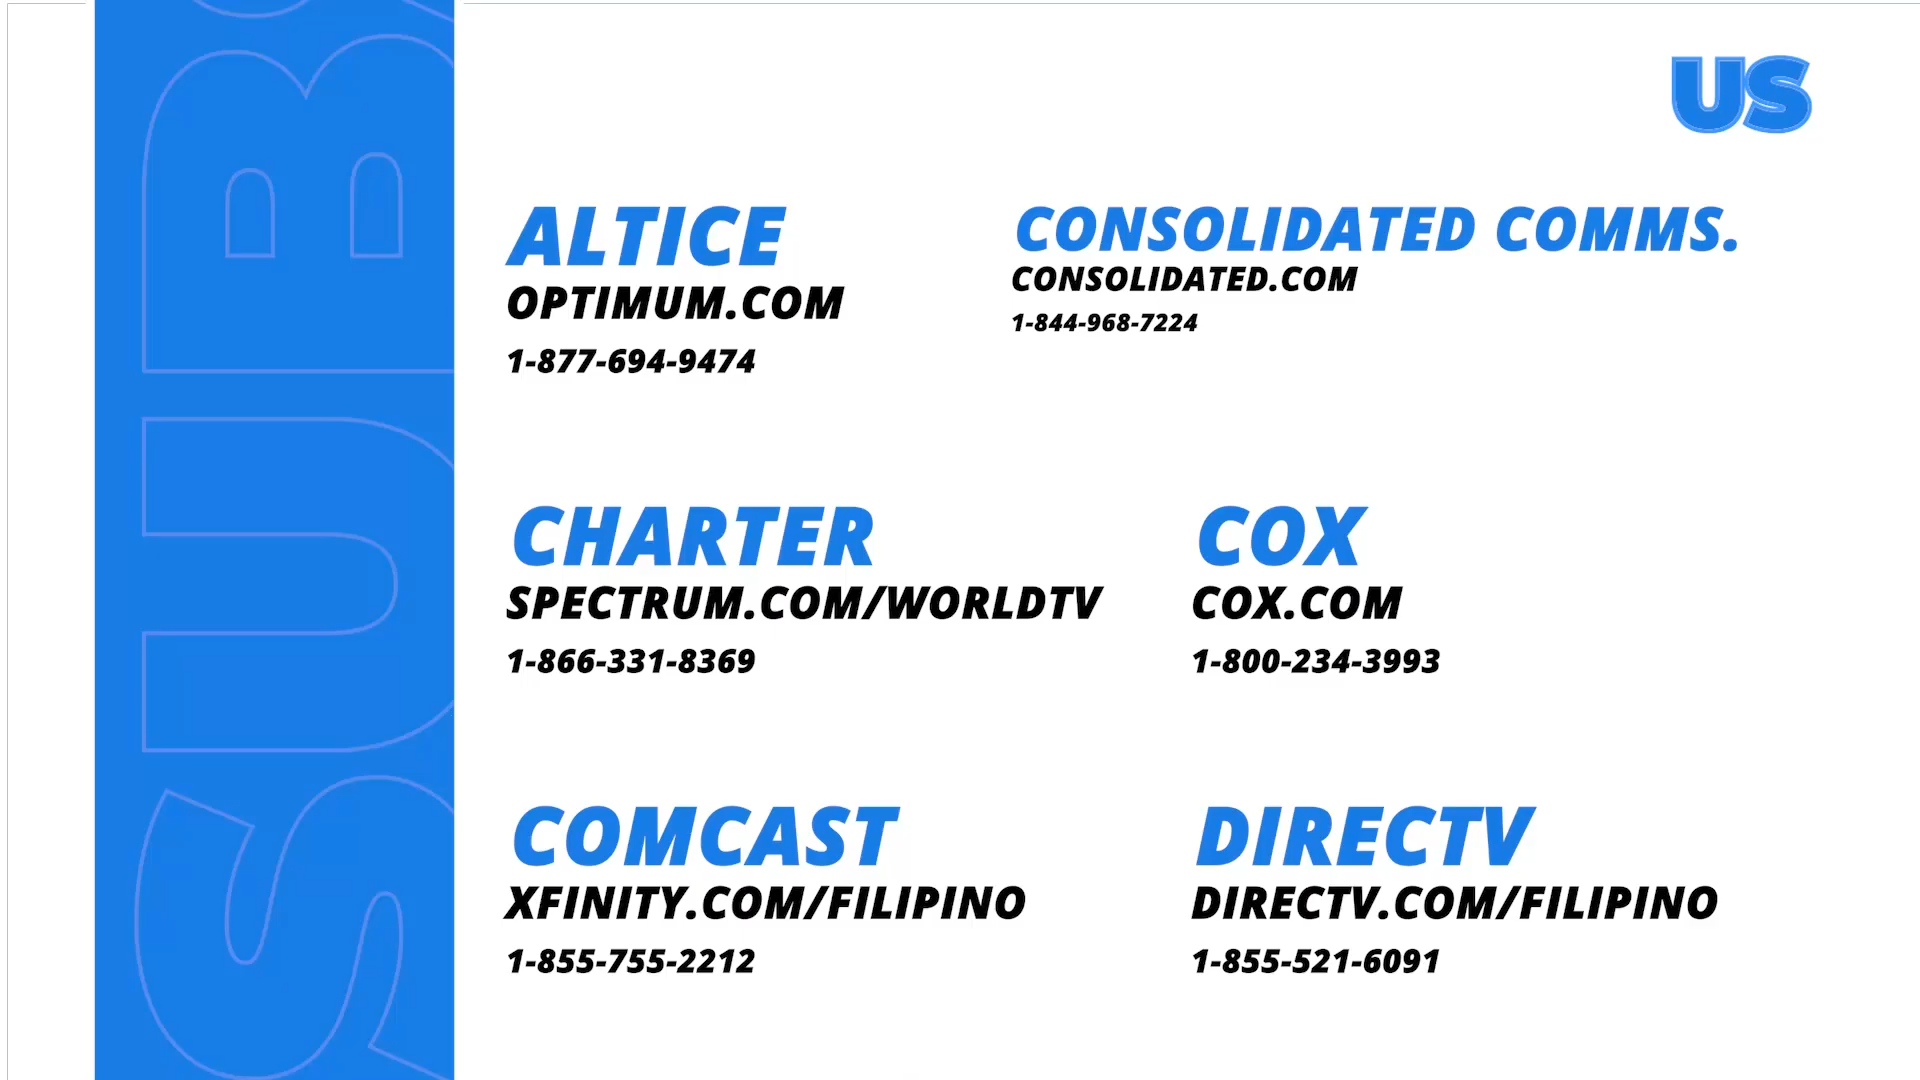 US
ALTICE
OPTIMUM.COM
1-877-694-9474
CONSOLIDATED COMMS.
CONSOLIDATED.COM
1-844-968-7224
CHARTER
SPECTRUM.COM/WORLDTV
1-866-331-8369
COX
COX.COM
1-800-234-3993
COMCAST
XFINITY.COM/FILIPINO
1-855-755-2212
DIRECTV
DIRECTV.COM/FILIPINO
1-855-521-6091
SUB